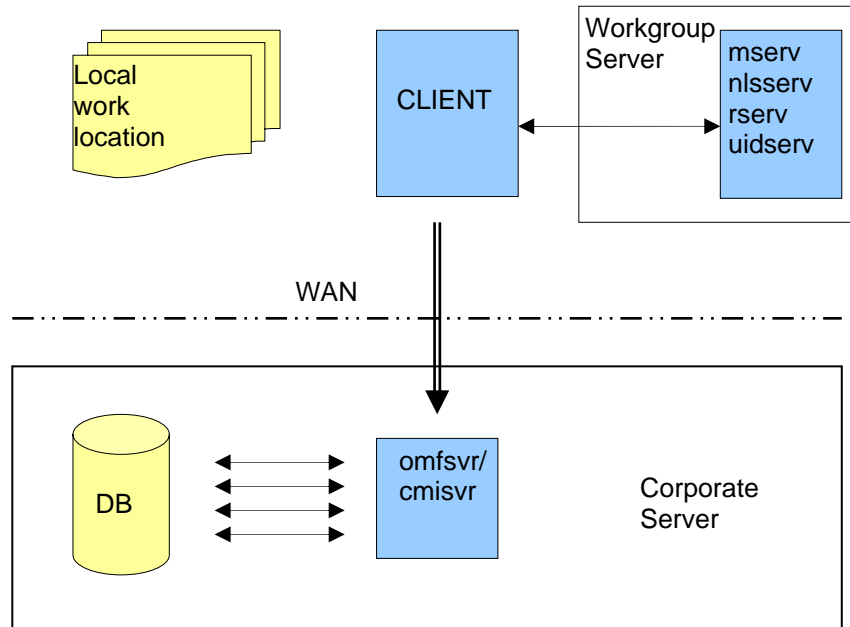 Local
work
location
CLIENT
Workgroup
Server
mserv
nlsserv
rserv
uidserv
WAN
DB
omfsvr/
cmisvr
Corporate
Server